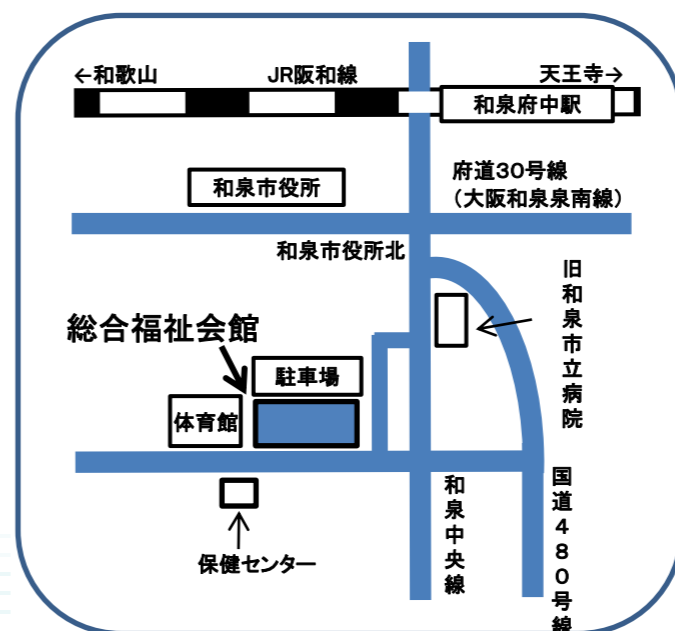 ←和歌山
JR阪和線
天王寺→
和泉府中駅
和泉市役所
府道30号線
(大阪和泉泉南線)
和泉市役所北
旧和泉市立病院
総合福祉会館
駐車場
体育館
和泉中央線
国道480号線
保健センター